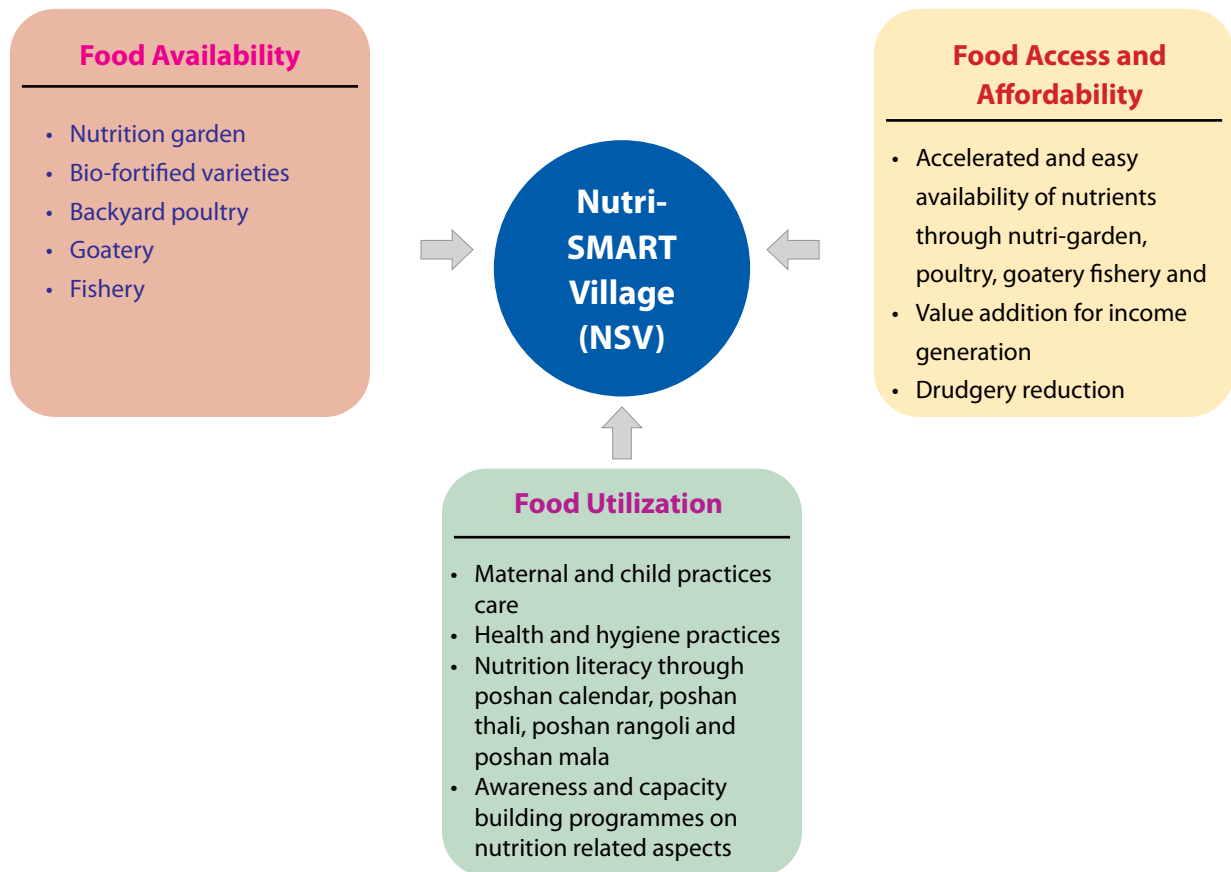 Food Availability
• Nutrition garden
• Bio-fortified varieties
• Backyard poultry
• Goatery
• Fishery
Nutri-
SMART
Village
(NSV)
Food Access and
Affordability
• Accelerated and easy
availability of nutrients
through nutri-garden,
poultry, goatery fishery and
• Value addition for income
generation
• Drudgery reduction
Food Utilization
• Maternal and child practices
care
• Health and hygiene practices
• Nutrition literacy through
poshan calendar, poshan
thali, poshan rangoli and
poshan mala
• Awareness and capacity
building programmes on
nutrition related aspects